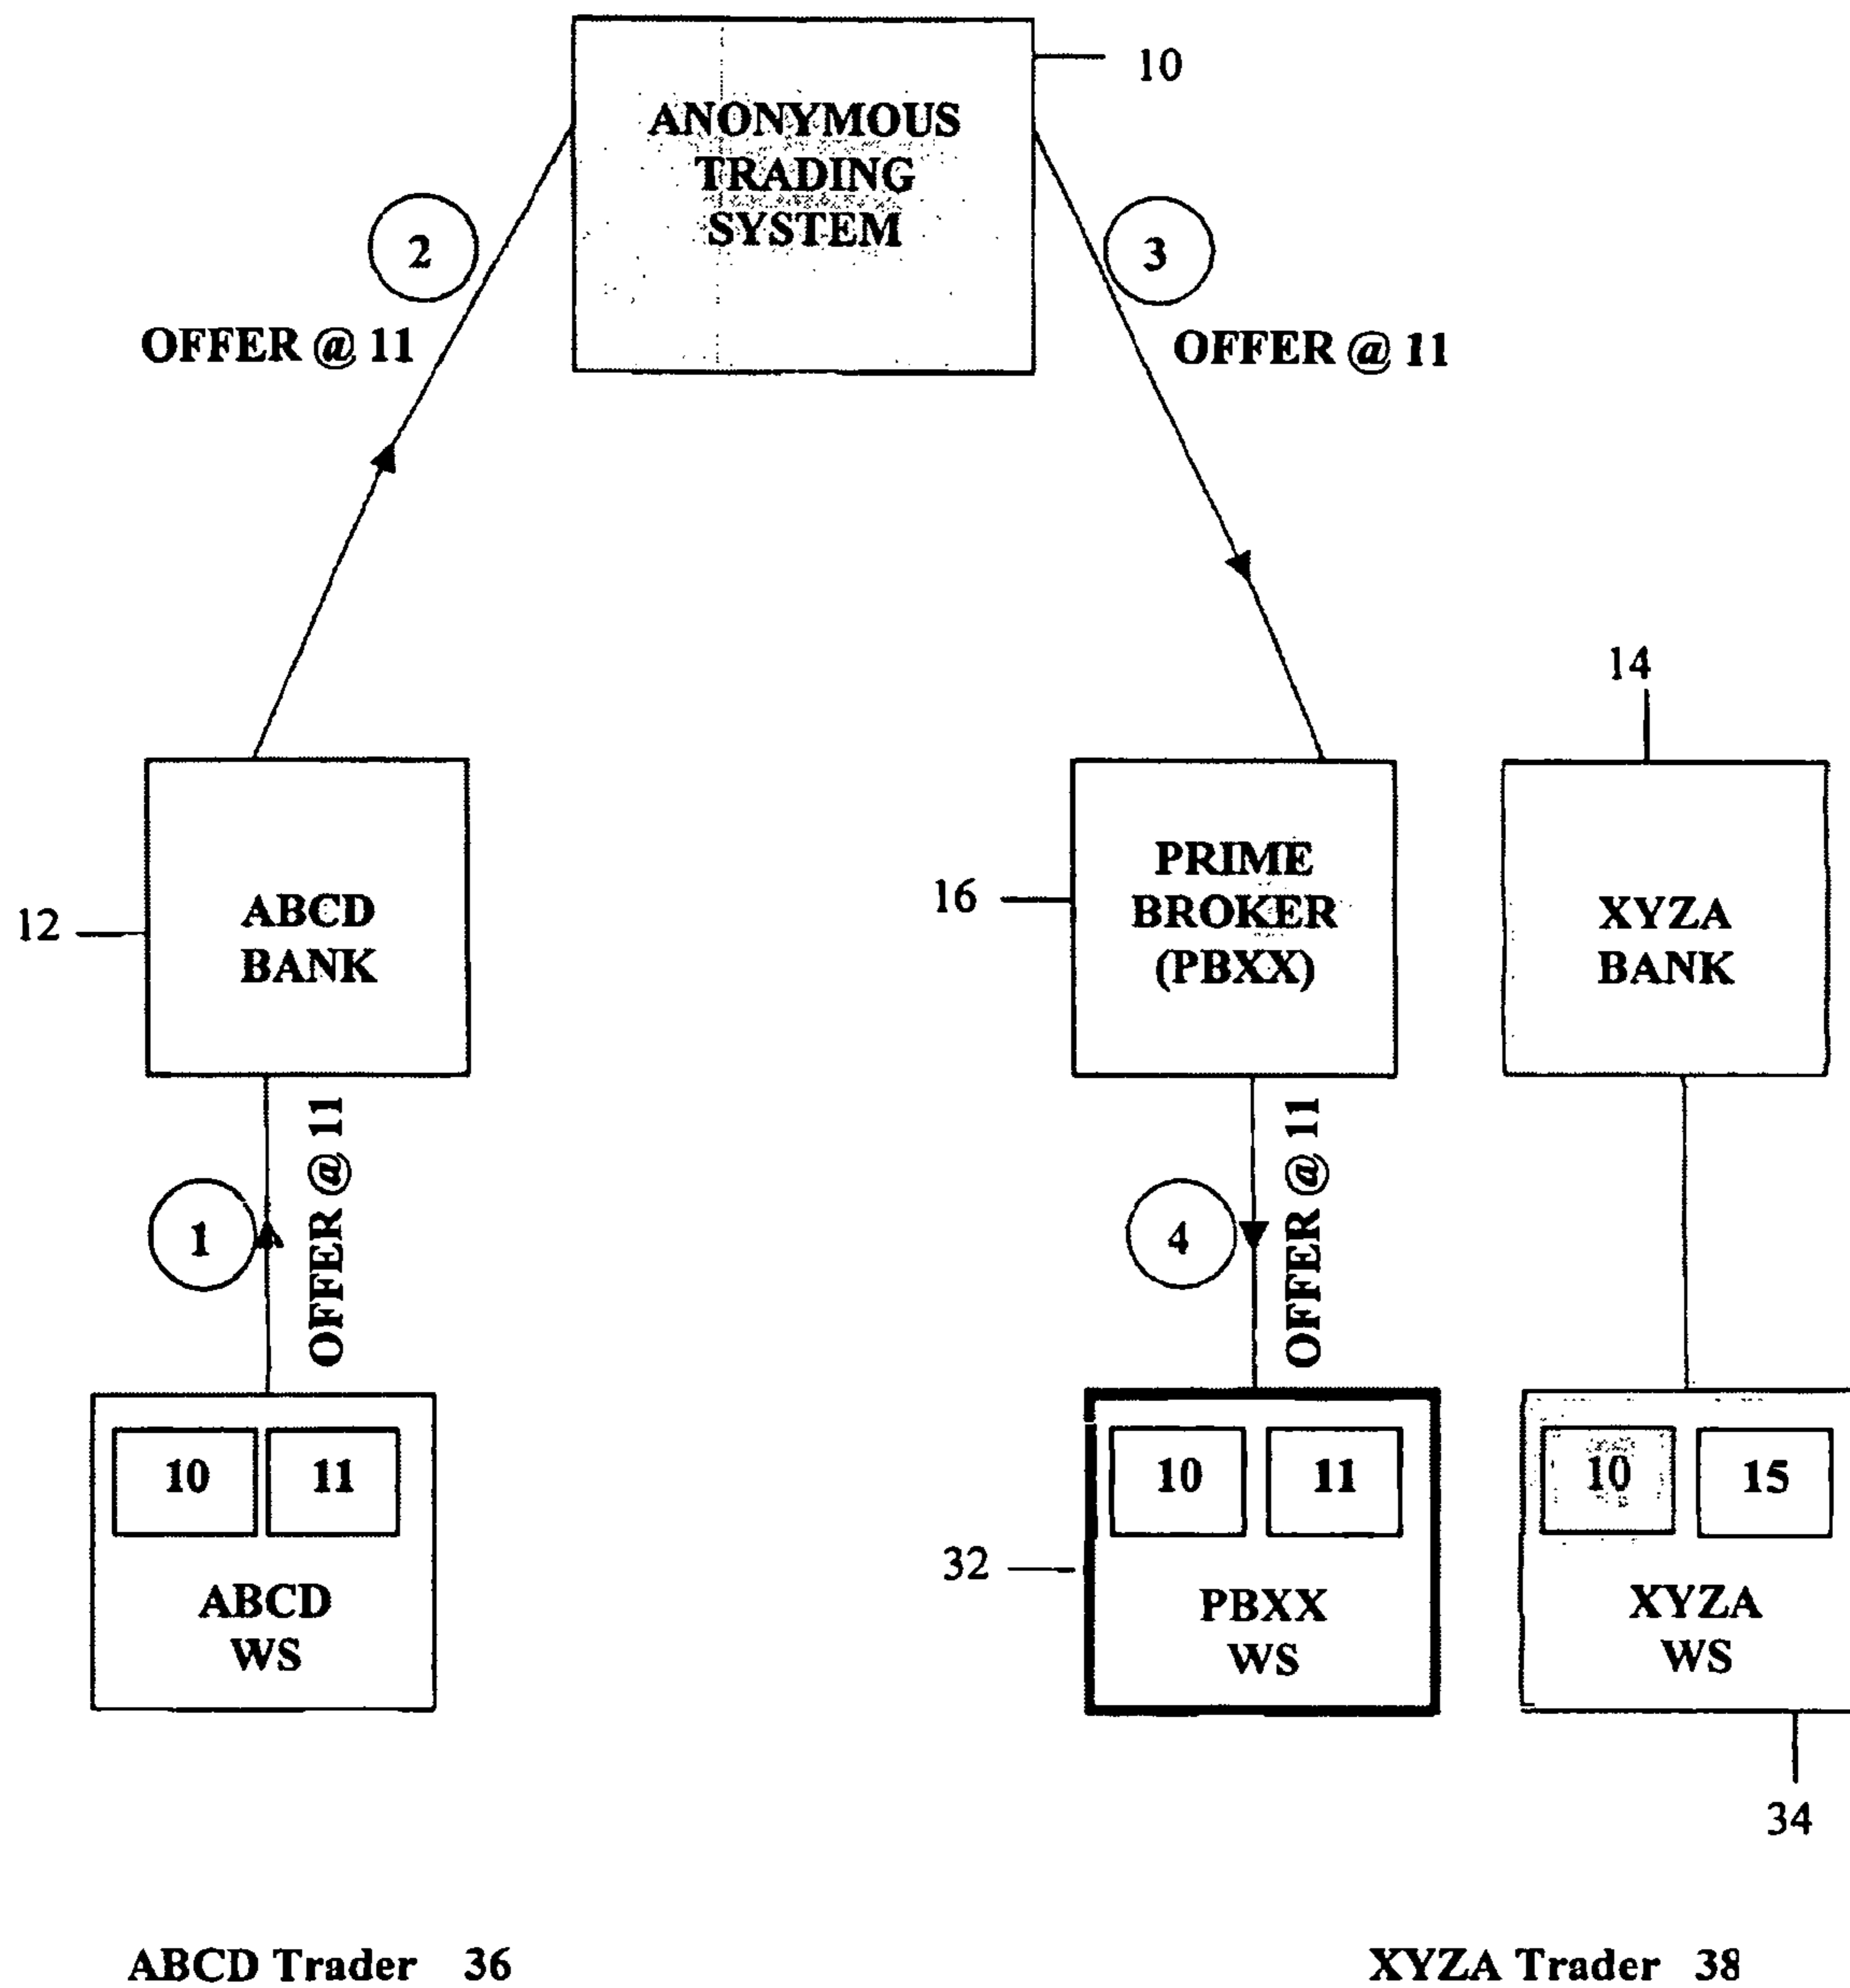 10
ANONYMOUS
TRADING
SYSTEM
2
3
OFFER @ 11
OFFER @ 11
14
12
ABCD
BANK
16
PRIME
BROKER
(PBXX)
XYZA
BANK
1
OFFER @ 11
4
OFFER @ 11
10 11
ABCD
WS
32
10 11
PBXX
WS
10 15
XYZA
WS
34
ABCD Trader 36
XYZA Trader 38